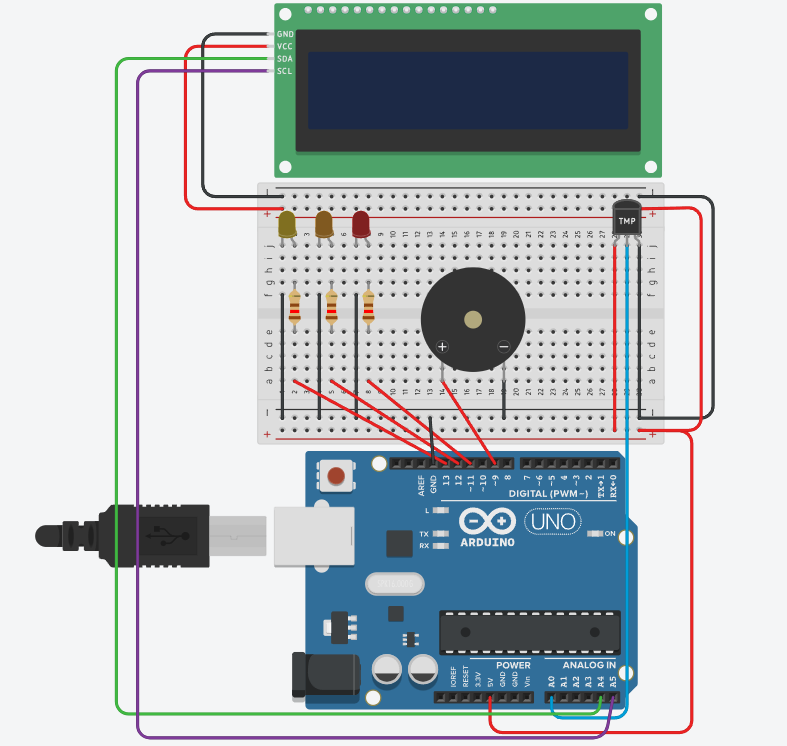 GND
VCC
SDA
SCL
TMP
j
i
h
g
f
e
d
c
b
a
AREF
GND
13
12
~11
~10
~9
8
7
~6
~5
4
~3
2
TX→1
RX←0
DIGITAL (PWM~)
L
TX
RX
ARDUINO
UNO
ON
IOREF
RESET
3.3V
5V
GND
GND
Vin
POWER
ANALOG IN
A0
A1
A2
A3
A4
A5